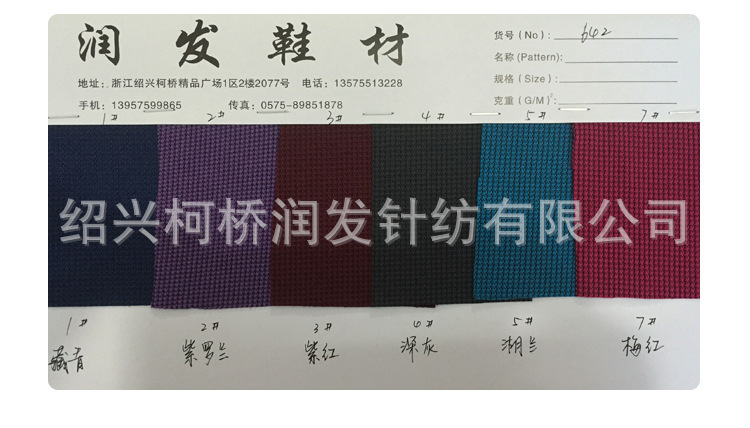 润发鞋材
货号(No):642
名称(Pattern):
地址:浙江绍兴柯桥精品广场1区2楼2077号 电话:13575513228
规格(Size):
手机:13957599865 传真:0575-89851878
克重(G/M)²:
1# 2# 3# 4# 5# 7#
绍兴柯桥润发针纺有限公司
1# 2# 3# 4# 5# 7#
藏青 紫罗兰 紫红 深灰 湖兰 梅红